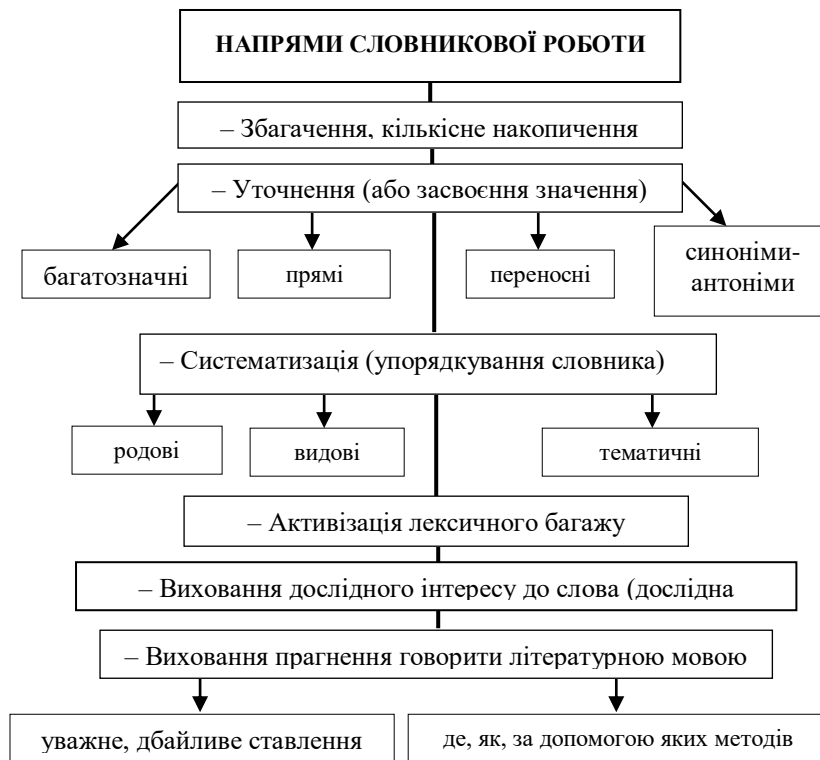 НАПРЯМИ СЛОВНИКОВОЇ РОБОТИ
– Збагачення, кількісне накопичення
– Уточнення (або засвоєння значення)
багатозначні
прямі
переносні
синоніми-
антоніми
– Систематизація (упорядкування словника)
родові
видові
тематичні
– Активізація лексичного багажу
– Виховання дослідного інтересу до слова (дослідна
– Виховання прагнення говорити літературною мовою
уважне, дбайливе ставлення
де, як, за допомогою яких методів